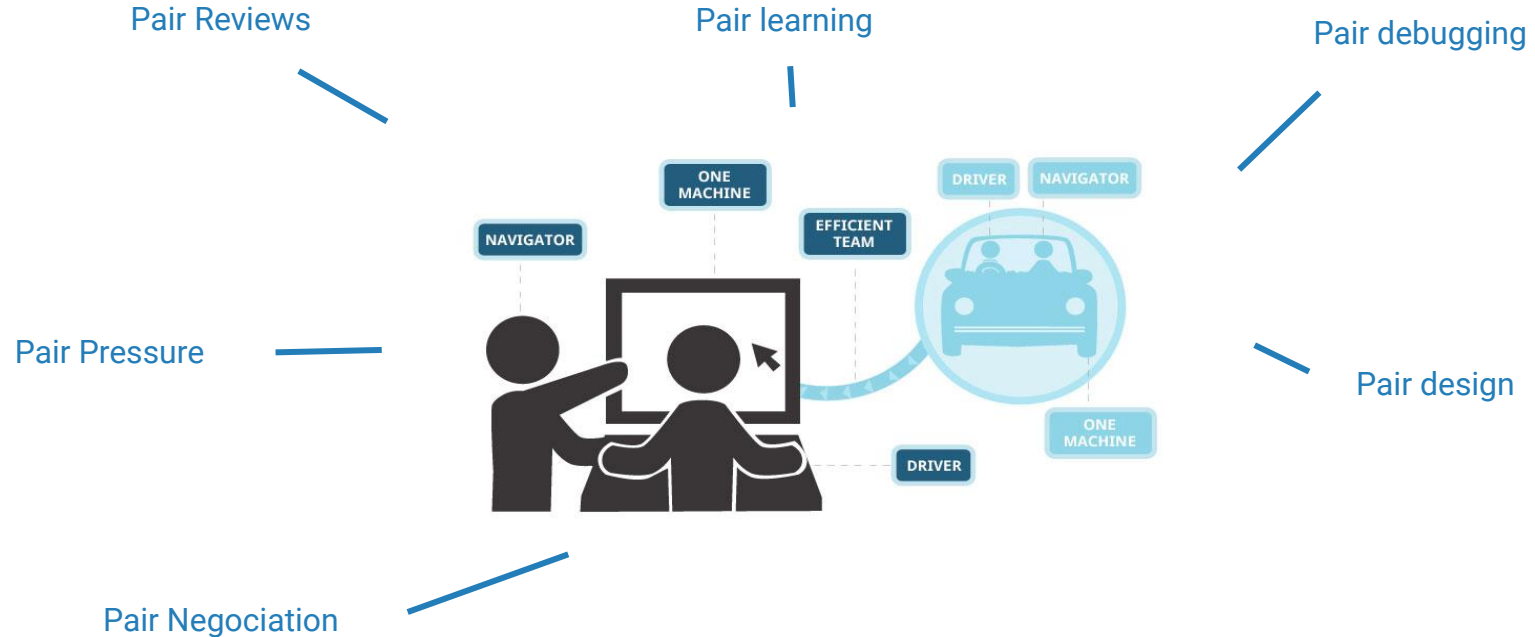 Pair Reviews
Pair learning
Pair debugging
ONE
MACHINE
DRIVER
NAVIGATOR
EFFICIENT
TEAM
NAVIGATOR
Pair Pressure
Pair design
ONE
MACHINE
DRIVER
Pair Negociation